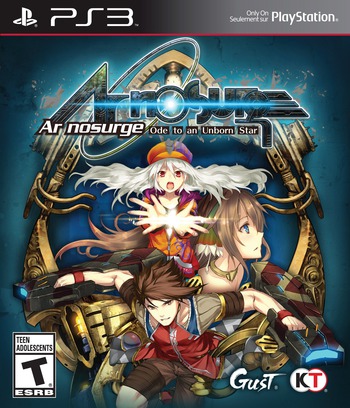 PS3
Only On
Seulement sur
PlayStation®
Ar nosurge
Ar nosurge Ode to an Unborn Star
TEEN
ADOLESCENTS
T
ESRB
GUST.
KT